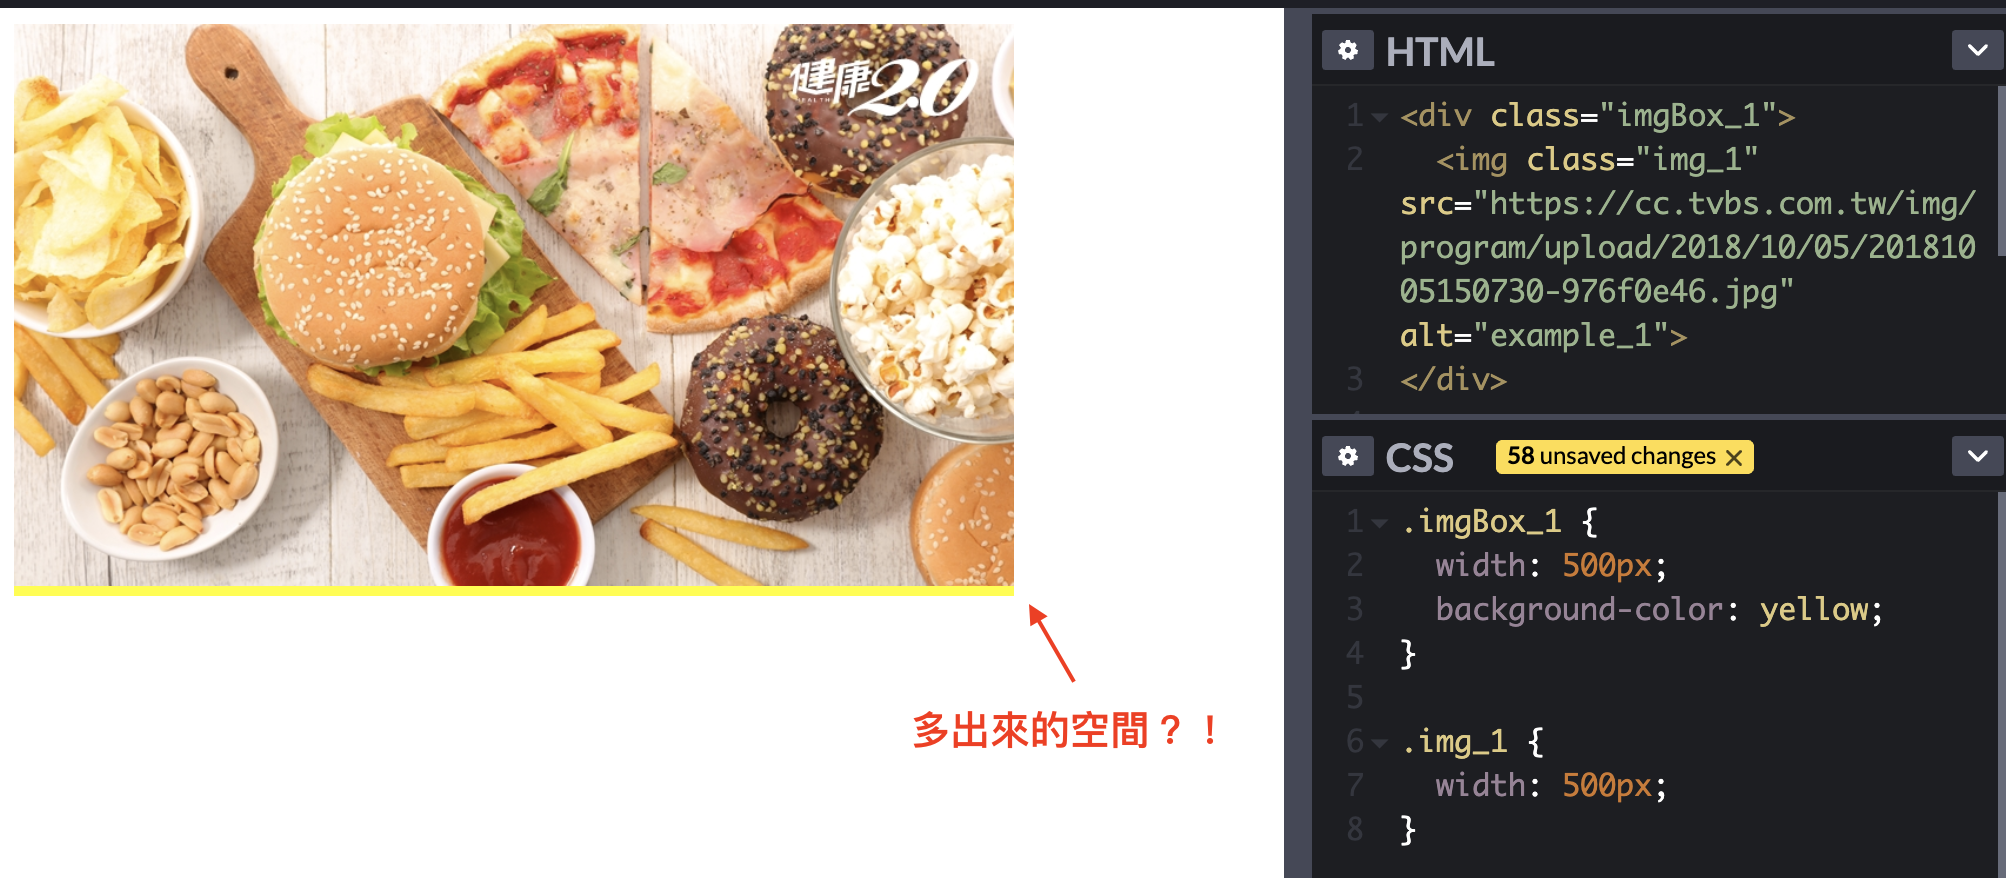 健康2.0
HEALTH
多出來的空間？！
HTML
1 <div class="imgBox_1">
2 <img class="img_1"
src="https://cc.tvbs.com.tw/img/
program/upload/2018/10/05/201810
05150730-976f0e46.jpg"
alt="example_1">
3 </div>
CSS 58 unsaved changes ×
1 .imgBox_1 {
2 width: 500px;
3 background-color: yellow;
4 }
5
6 .img_1 {
7 width: 500px;
8 }